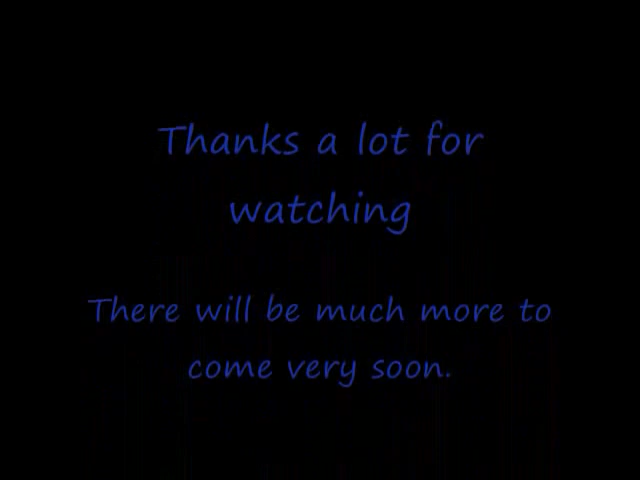 Thanks a lot for
watching
There will be much more to
come very soon.